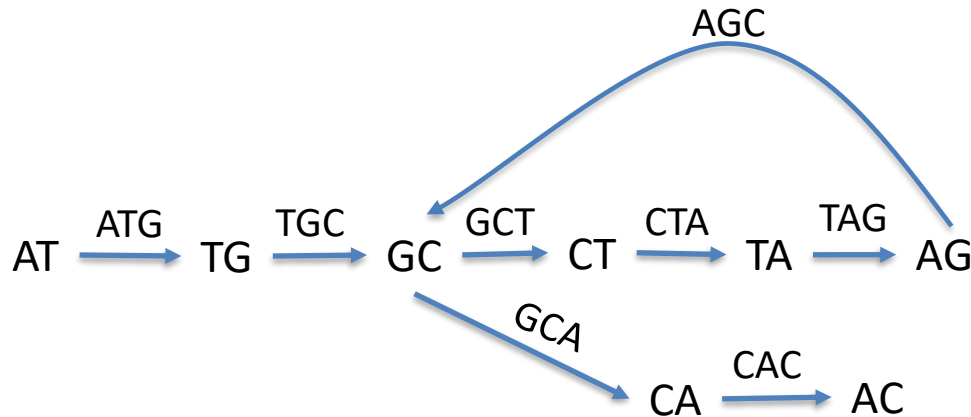 AGC
ATG TGC GCT CTA TAG
AT TG GC CT TA AG
GCA
CAC
CA AC